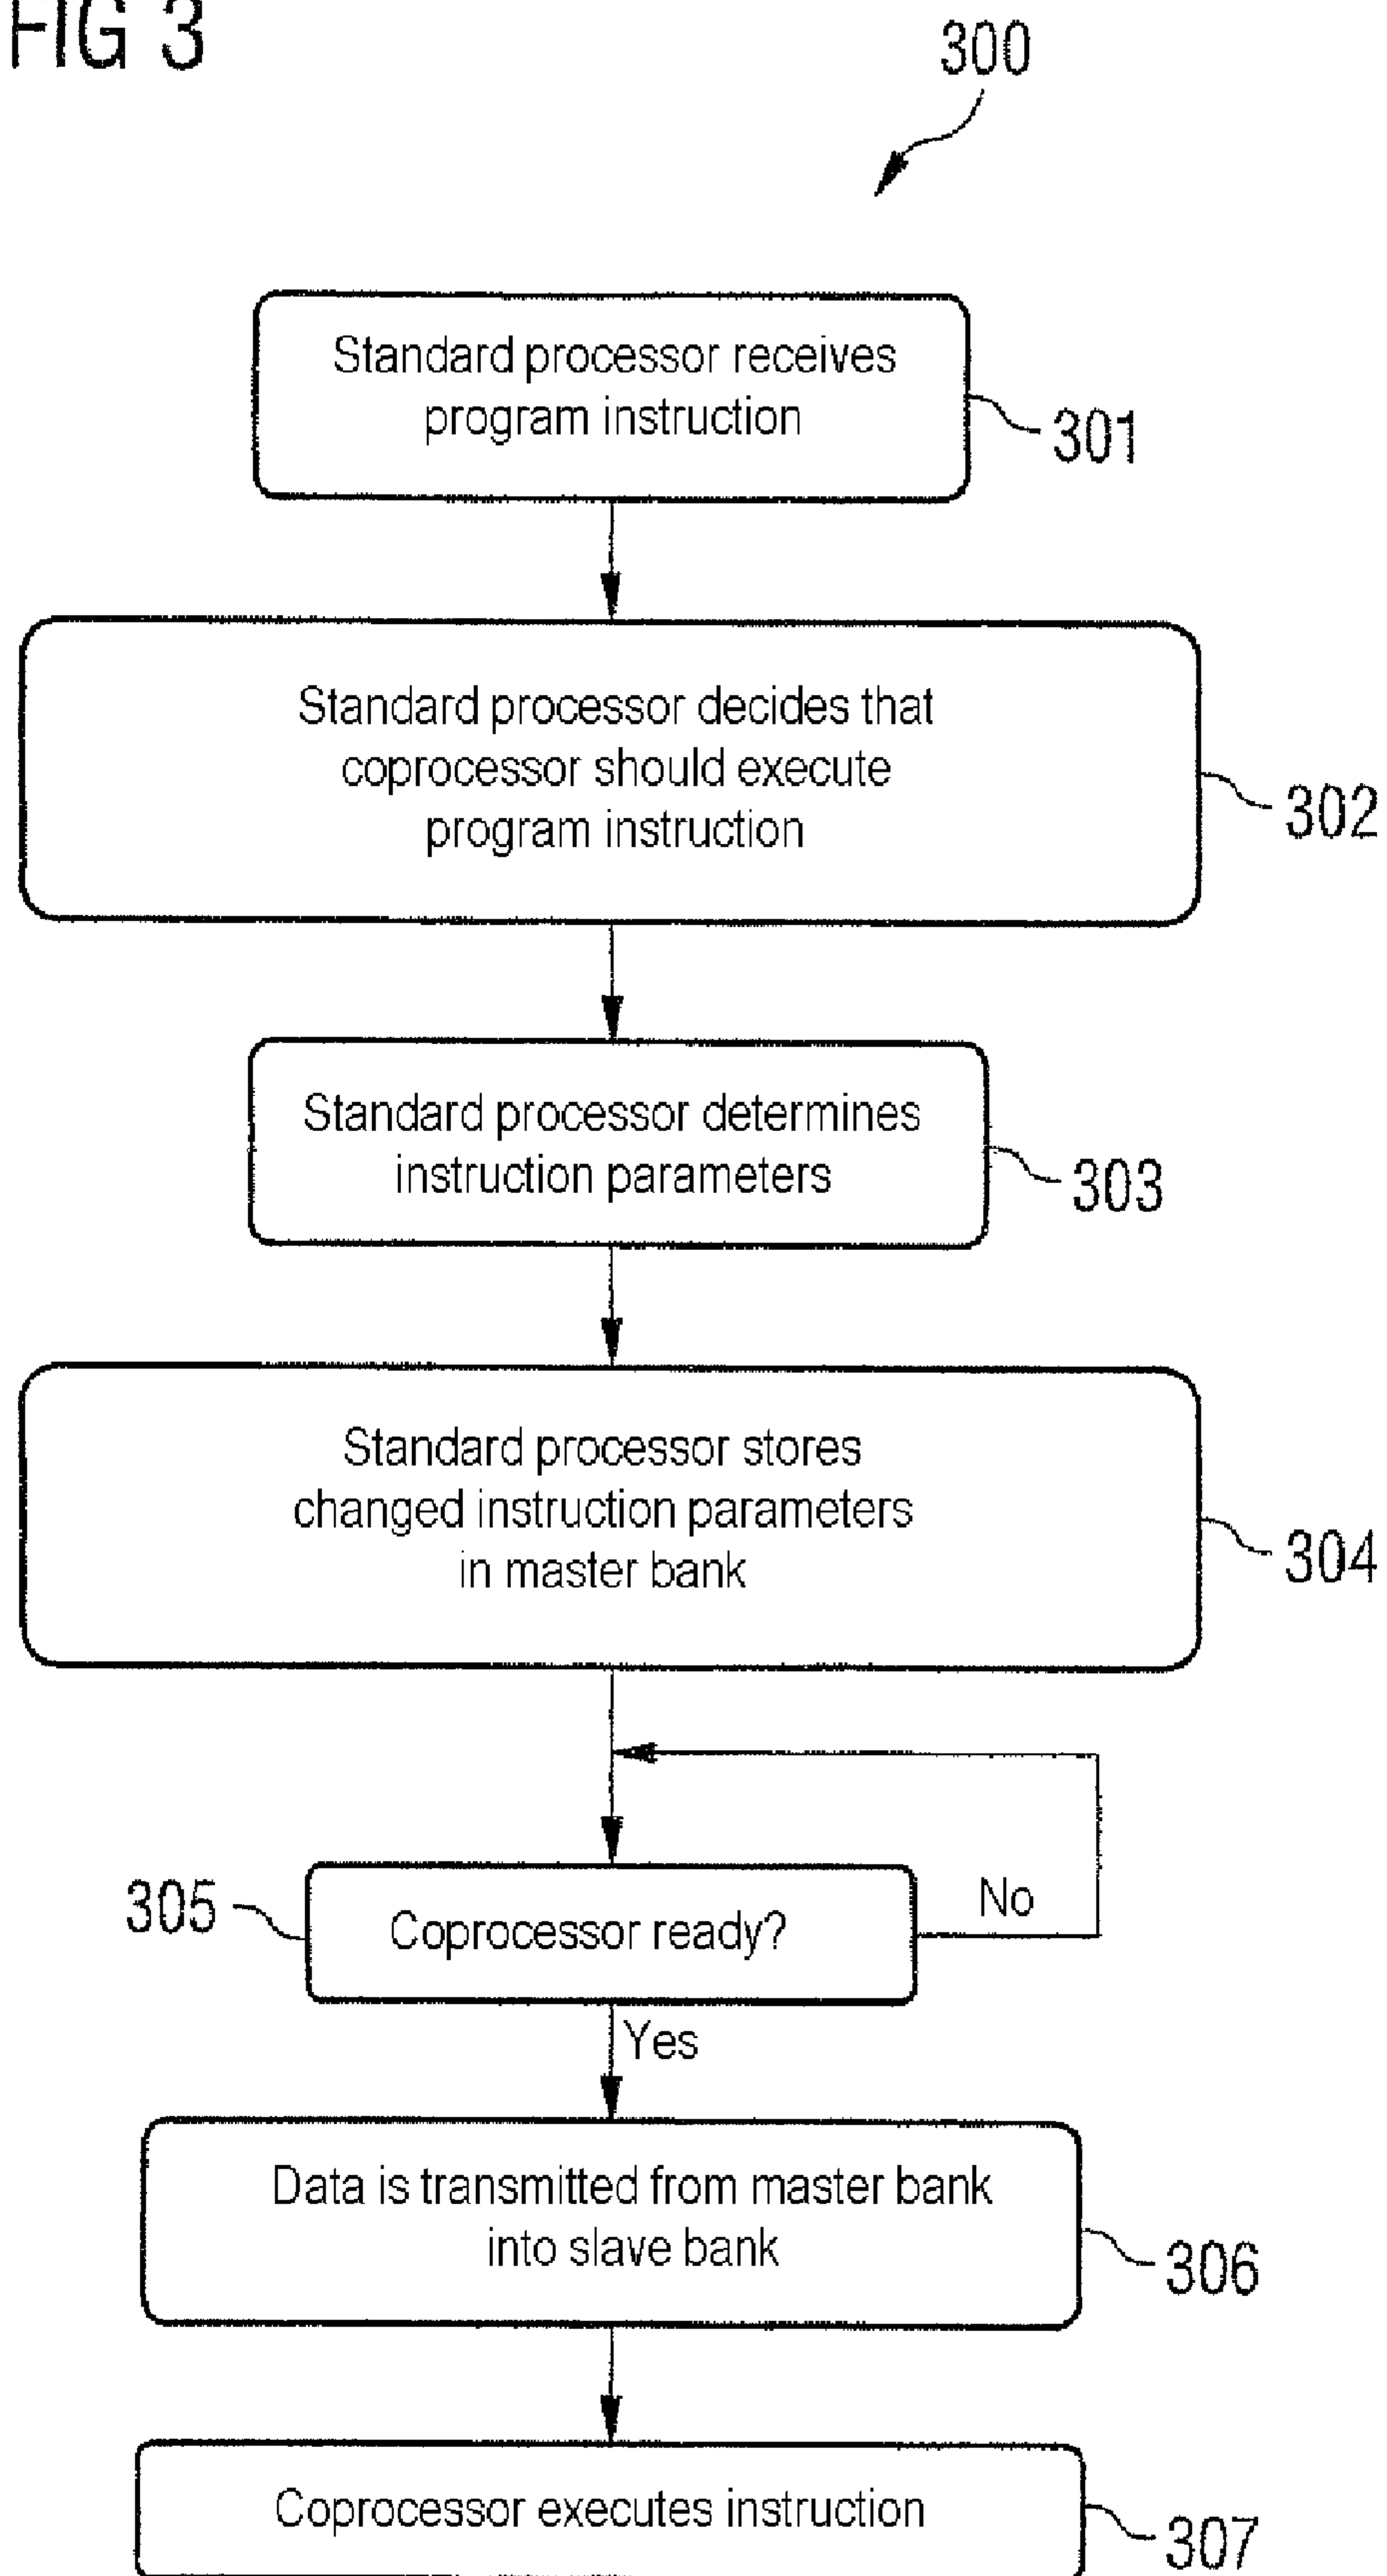 FIG 3
300
Standard processor receives
program instruction
301
Standard processor decides that
coprocessor should execute
program instruction
302
Standard processor determines
instruction parameters
303
Standard processor stores
changed instruction parameters
in master bank
304
305
Coprocessor ready?
No
Yes
Data is transmitted from master bank
into slave bank
306
Coprocessor executes instruction
307